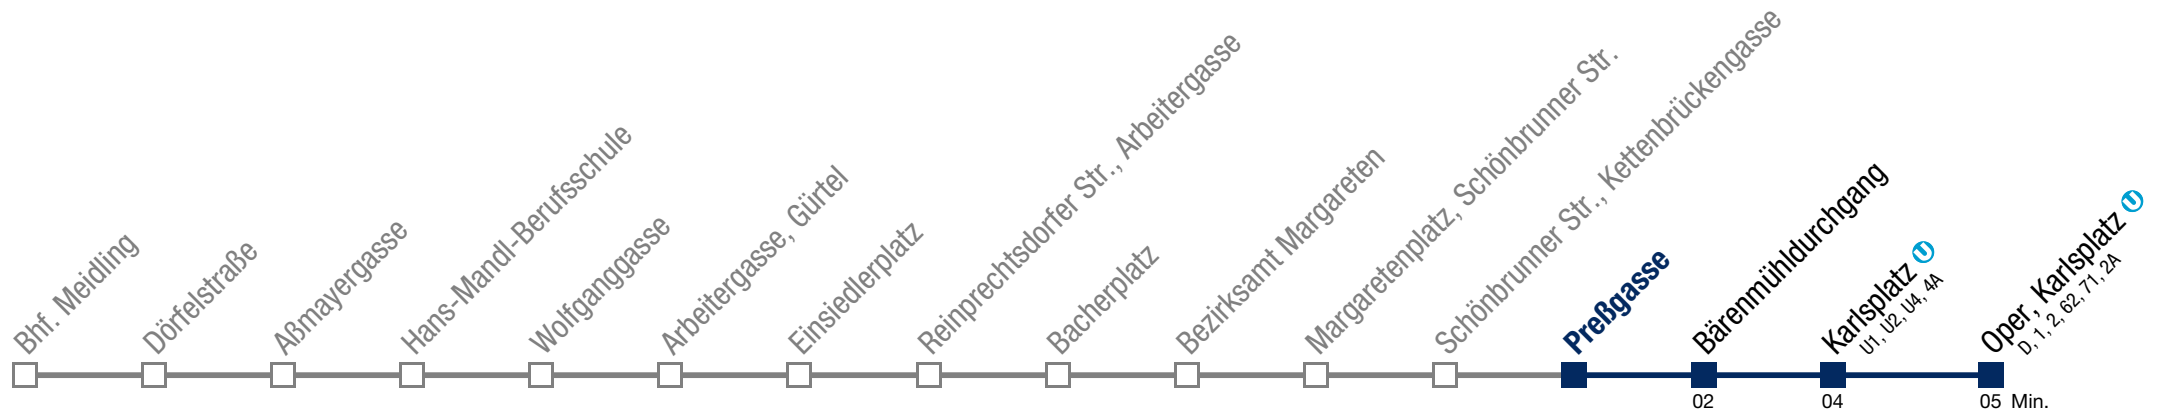 Bhf. Meidling
Dörfelstraße
Aßmayergasse
Hans-Mandl-Berufsschule
Wolfganggasse
Arbeitergasse, Gürtel
Einsiedlerplatz
Reinprechtsdorfer Str., Arbeitergasse
Bacherplatz
Bezirksamt Margareten
Margaretenplatz, Schönbrunner Str.
Schönbrunner Str., Kettenbrückengasse
Preßgasse
Bärenmühldurchgang
Karlsplatz U
U1, U2, U4, 4A
Oper, Karlsplatz U
D, 1, 2, 62, 71, 2A
02 04 05 Min.